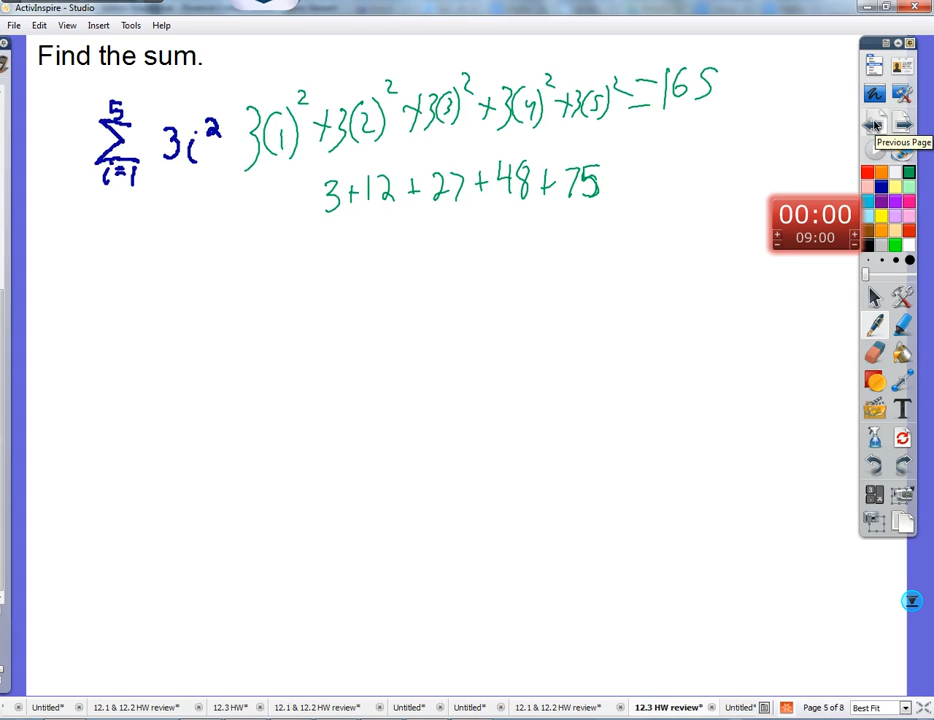 ActivInspire - Studio
File Edit View Insert Tools Help
Find the sum.
5
∑ 3i² 3(1)² + 3(2)² + 3(3)² + 3(4)² + 3(5)² = 165
i=1
3 + 12 + 27 + 48 + 75
Previous Page
00:00
09:00
Untitled* 12.1 & 12.2 HW review* 12.3 HW* 12.1 & 12.2 HW review* Untitled* Untitled* 12.1 & 12.2 HW review* 12.3 HW review* Untitled* Page 5 of 8 Best Fit